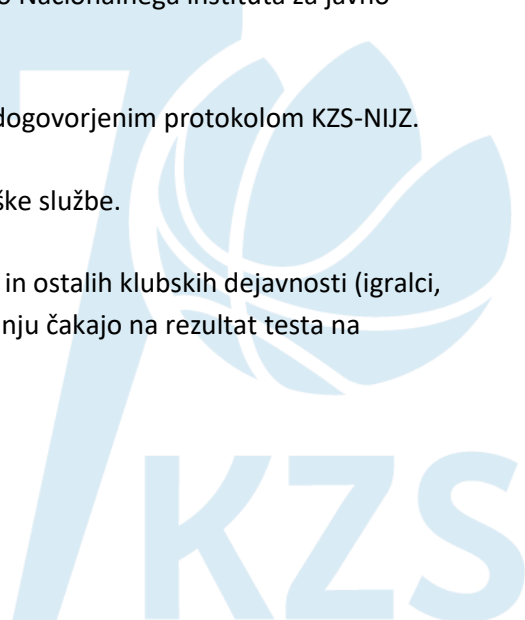 Nacionalnega inštituta za javno
dogovorjenim protokolom KZS-NIJZ.
ške službe.
in ostalih klubskih dejavnosti (igralci,
nju čakajo na rezultat testa na
7
KZS